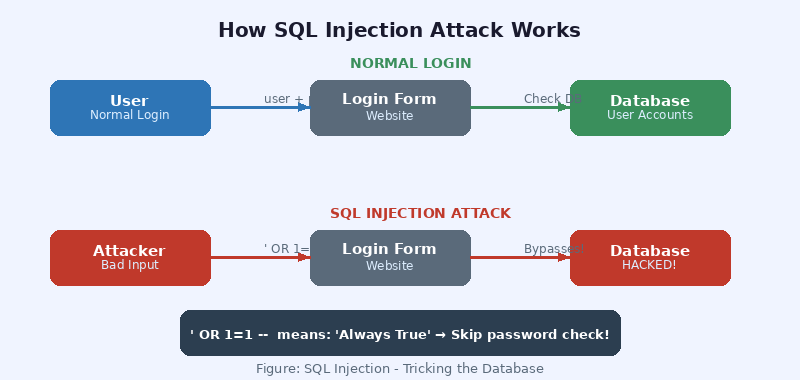 How SQL Injection Attack Works
NORMAL LOGIN
user +
User
Normal Login
Login Form
Website
Check DB
Database
User Accounts
SQL INJECTION ATTACK
' OR 1=
Attacker
Bad Input
Login Form
Website
Bypassed!
Database
HACKED!
' OR 1=1 -- means: 'Always True' → Skip password check!
Figure: SQL Injection - Tricking the Database